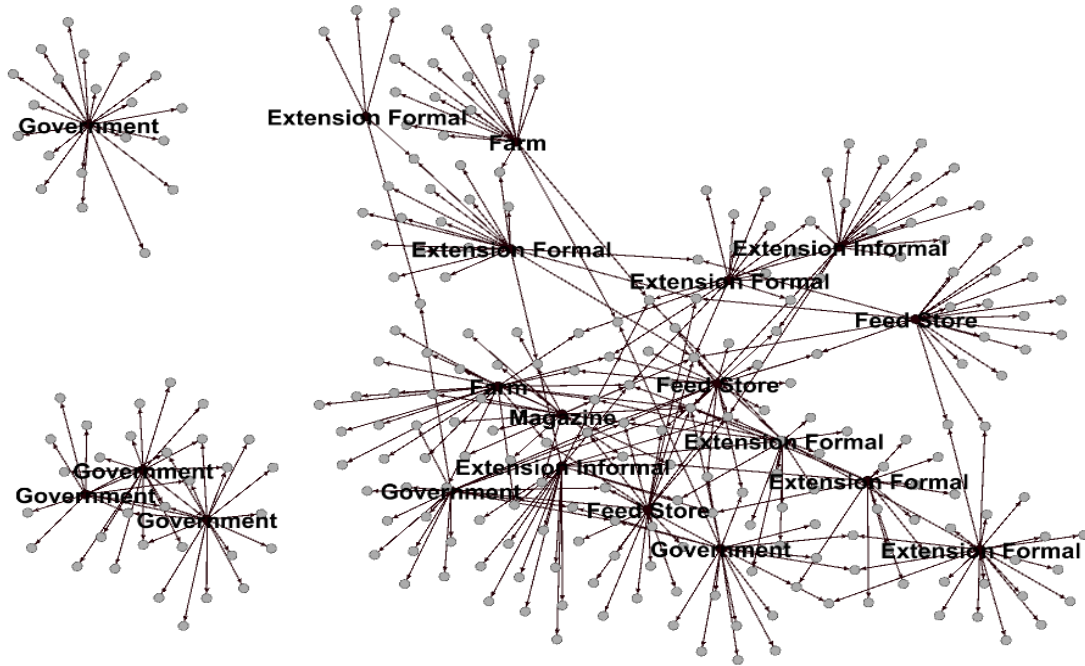 Extension Formal
Government
Farm
Extension Formal
Extension Informal
Extension Formal
Feed Store
Farm
Feed Store
Magazine
Extension Formal
Extension Informal
Government
Government
Extension Formal
Government
Feed Store
Government
Government
Extension Formal